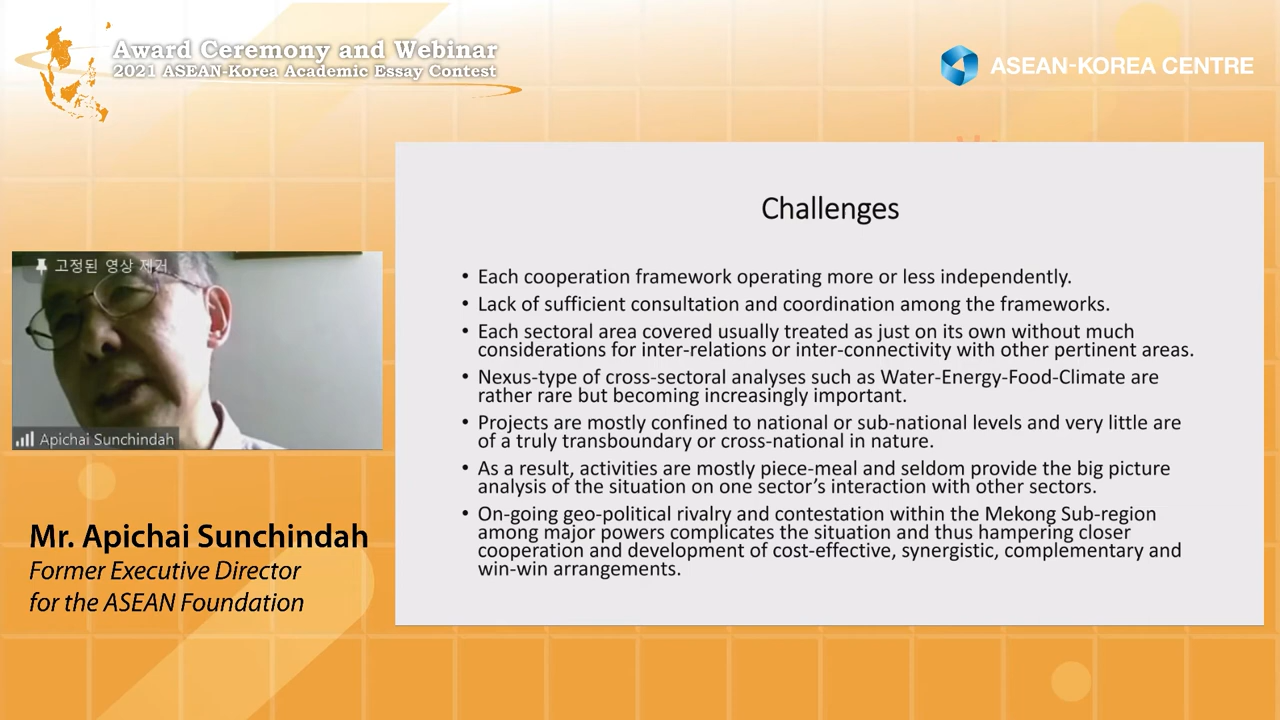 Award Ceremony and Webinar
2021 ASEAN-Korea Academic Essay Contest
ASEAN-KOREA CENTRE
Challenges
• Each cooperation framework operating more or less independently.
• Lack of sufficient consultation and coordination among the frameworks.
• Each sectoral area covered usually treated as just on its own without much
considerations for inter-relations or inter-connectivity with other pertinent areas.
• Nexus-type of cross-sectoral analyses such as Water-Energy-Food-Climate are
rather rare but becoming increasingly important.
• Projects are mostly confined to national or sub-national levels and very little are
of a truly transboundary or cross-national in nature.
• As a result, activities are mostly piece-meal and seldom provide the big picture
analysis of the situation on one sector's interaction with other sectors.
• On-going geo-political rivalry and contestation within the Mekong Sub-region
among major powers complicates the situation and thus hampering closer
cooperation and development of cost-effective, synergistic, complementary and
win-win arrangements.
고정된 영상 제거
Apichai Sunchindah
Mr. Apichai Sunchindah
Former Executive Director
for the ASEAN Foundation